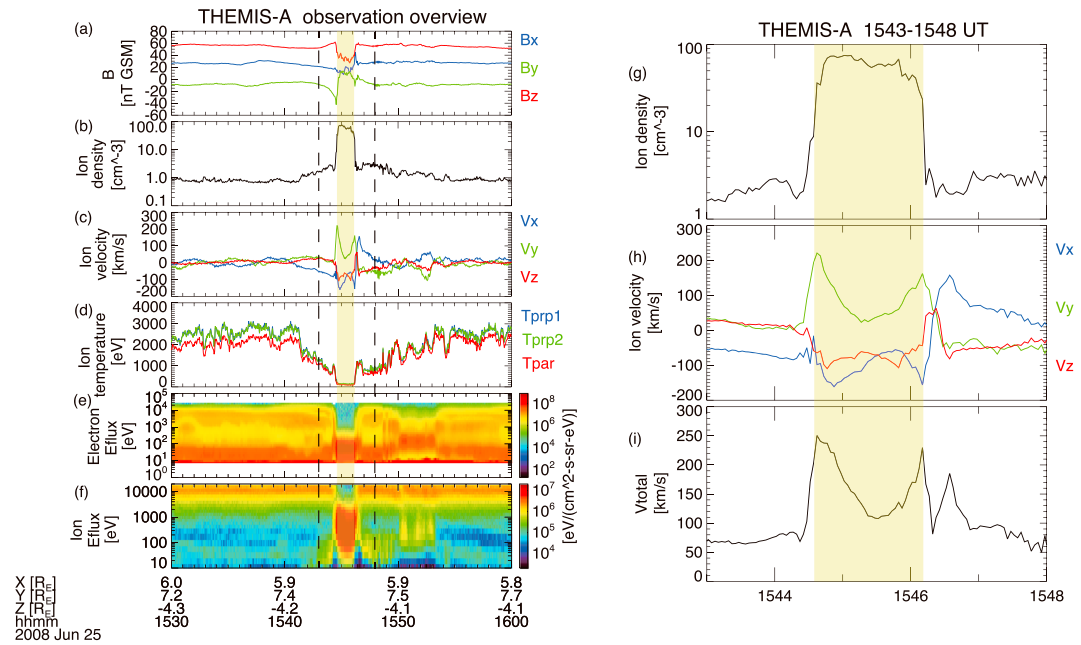 THEMIS-A observation overview
(a)
B
[nT GSM]
80
60
40
20
0
-20
-40
-60
Bx
By
Bz
(b)
Ion
density
[cm^-3]
100.0
10.0
1.0
0.1
(c)
Ion
velocity
[km/s]
300
200
100
0
-100
-200
Vx
Vy
Vz
(d)
Ion
temperature
[eV]
4000
3000
2000
1000
0
Tprp1
Tprp2
Tpar
(e)
Electron
Eflux
[eV]
10^5
10^4
10^3
10^2
10^1
10^0
10^8
10^6
10^4
10^2
(f)
Ion
Eflux
[eV]
10000
1000
100
10
10^7
10^6
10^5
10^4
[eV/(cm^2-s-sr-eV)]
X [R_E] 6.0 5.9 5.9 5.8
Y [R_E] 7.2 7.4 7.5 7.7
Z [R_E] -4.3 -4.2 -4.1 -4.1
hhmm 1530 1540 1550 1600
2008 Jun 25
THEMIS-A 1543-1548 UT
(g)
Ion density
[cm^-3]
100
10
1
(h)
Ion velocity
[km/s]
300
200
100
0
-100
-200
Vx
Vy
Vz
(i)
Vtotal
[km/s]
300
250
200
150
100
50
0
1544 1546 1548